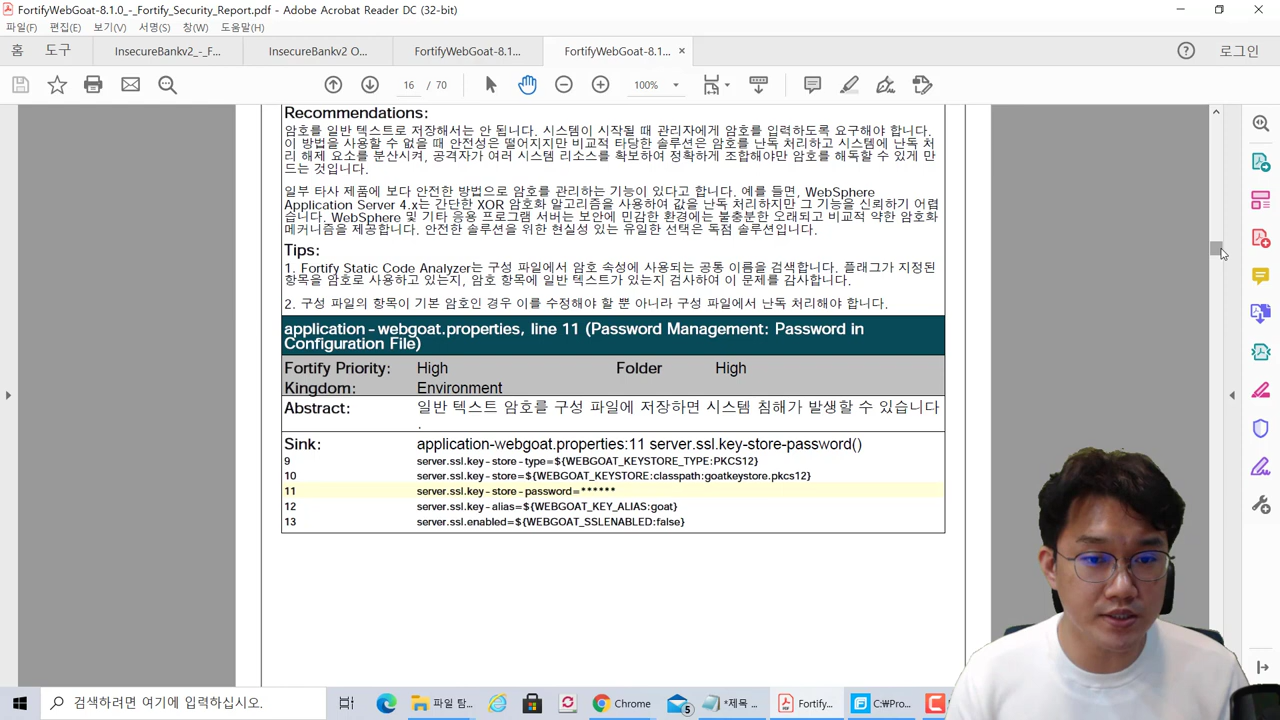 FortifyWebGoat-8.1.0_-_Fortify_Security_Report.pdf - Adobe Acrobat Reader DC (32-bit)
파일(F) 편집(E) 보기(V) 서명(S) 창(W) 도움말(H)
홈 도구 InsecureBankv2_-_F... InsecureBankv2 O... FortifyWebGoat-8.1... FortifyWebGoat-8.1... × 로그인
16 / 70 100%
Recommendations:
암호를 일반 텍스트로 저장해서는 안 됩니다. 시스템이 시작될 때 관리자에게 암호를 입력하도록 요구해야 합니다.
이 방법을 사용할 수 없을 때 안전성은 떨어지지만 비교적 타당한 솔루션은 암호를 난독 처리하고 시스템에 난독 처
리 해제 요소를 분산시켜, 공격자가 여러 시스템 리소스를 확보하여 정확하게 조합해야만 암호를 해독할 수 있게 만
드는 것입니다.
일부 타사 제품에 보다 안전한 방법으로 암호를 관리하는 기능이 있다고 합니다. 예를 들면, WebSphere
Application Server 4.x는 간단한 XOR 암호화 알고리즘을 사용하여 값을 난독 처리하지만 그 기능을 신뢰하기 어렵
습니다. WebSphere 및 기타 응용 프로그램 서버는 보안에 민감한 환경에는 불충분한 오래되고 비교적 약한 암호화
메커니즘을 제공합니다. 안전한 솔루션을 위한 현실성 있는 유일한 선택은 독점 솔루션입니다.
Tips:
1. Fortify Static Code Analyzer는 구성 파일에서 암호 속성에 사용되는 공통 이름을 검색합니다. 플래그가 지정된
항목을 암호로 사용하고 있는지, 암호 항목에 일반 텍스트가 있는지 검사하여 이 문제를 감사합니다.
2. 구성 파일의 항목이 기본 암호인 경우 이를 수정해야 할 뿐 아니라 구성 파일에서 난독 처리해야 합니다.
application-webgoat.properties, line 11 (Password Management: Password in
Configuration File)
Fortify Priority: High Folder High
Kingdom: Environment
Abstract: 일반 텍스트 암호를 구성 파일에 저장하면 시스템 침해가 발생할 수 있습니다
.
Sink: application-webgoat.properties:11 server.ssl.key-store-password()
9 server.ssl.key-store-type=${WEBGOAT_KEYSTORE_TYPE:PKCS12}
10 server.ssl.key-store=${WEBGOAT_KEYSTORE:classpath:goatkeystore.pkcs12}
11 server.ssl.key-store-password=******
12 server.ssl.key-alias=${WEBGOAT_KEY_ALIAS:goat}
13 server.ssl.enabled=${WEBGOAT_SSLENABLED:false}
검색하려면 여기에 입력하십시오. 파일 탐... Chrome 5 *제목 ... Fortify... C:₩Pro...